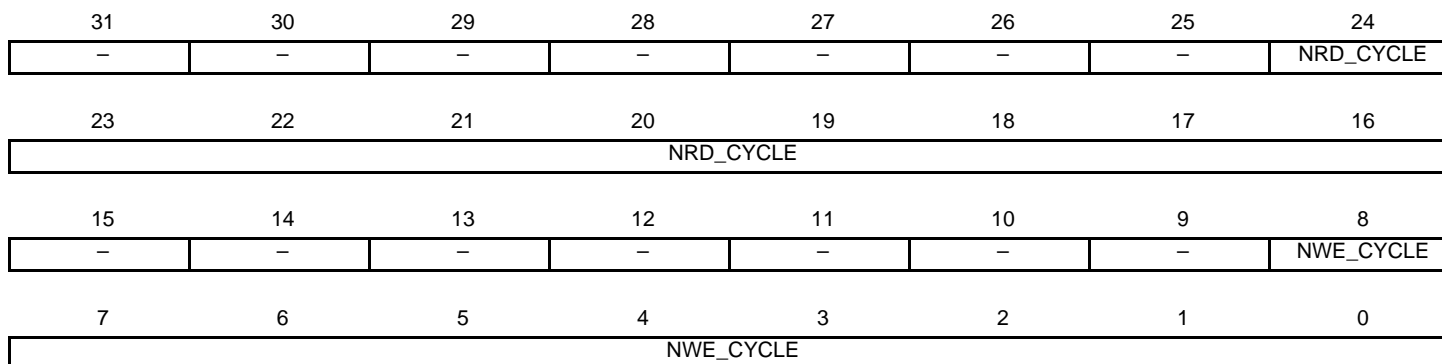 31 30 29 28 27 26 25 24
– – – – – – – NRD_CYCLE
23 22 21 20 19 18 17 16
NRD_CYCLE
15 14 13 12 11 10 9 8
– – – – – – – NWE_CYCLE
7 6 5 4 3 2 1 0
NWE_CYCLE